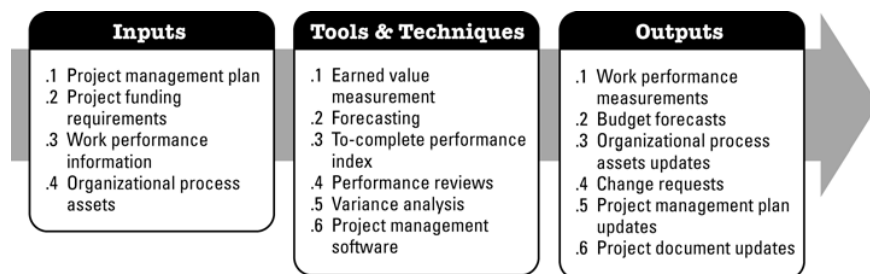 Inputs
.1 Project management plan
.2 Project funding
requirements
.3 Work performance
information
.4 Organizational process
assets
Tools & Techniques
.1 Earned value
measurement
.2 Forecasting
.3 To-complete performance
index
.4 Performance reviews
.5 Variance analysis
.6 Project management
software
Outputs
.1 Work performance
measurements
.2 Budget forecasts
.3 Organizational process
assets updates
.4 Change requests
.5 Project management plan
updates
.6 Project document updates